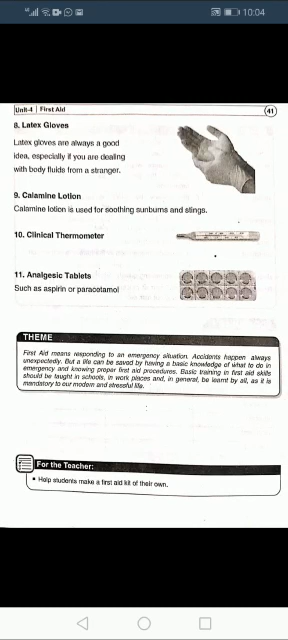 10:04
Unit-4 First Aid
41
8. Latex Gloves
Latex gloves are always a good
idea, especially if you are dealing
with body fluids from a stranger.
9. Calamine Lotion
Calamine lotion is used for soothing sunburns and stings.
10. Clinical Thermometer
11. Analgesic Tablets
Such as aspirin or paracetamol
THEME
First Aid means responding to an emergency situation. Accidents happen always
unexpectedly. But a life can be saved by having a basic knowledge of what to do in
emergency and knowing proper first aid procedures. Basic training in first aid skills
should be taught in schools, in work places and, in general, be learnt by all, as it is
mandatory to our modern and stressful life.
For the Teacher:
• Help students make a first aid kit of their own.